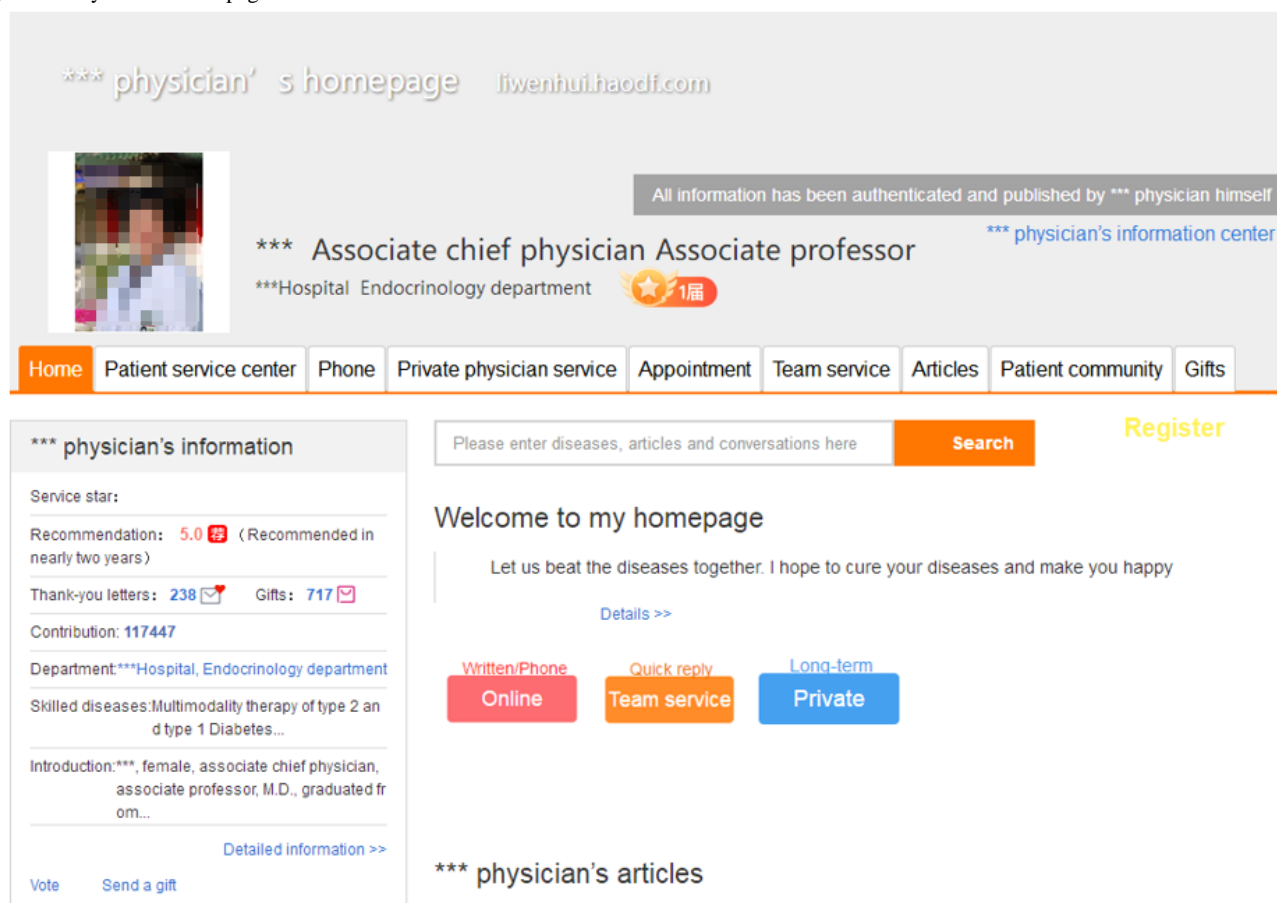 *** physician’ s homepage liwenhui.haodf.com
All information has been authenticated and published by *** physician himself
*** physician's information center
*** Associate chief physician Associate professor
***Hospital Endocrinology department 1届
Home Patient service center Phone Private physician service Appointment Team service Articles Patient community Gifts
*** physician's information
Service star:
Recommendation: 5.0 荐 (Recommended in
nearly two years)
Thank-you letters: 238 Gifts: 717
Contribution: 117447
Department:***Hospital, Endocrinology department
Skilled diseases:Multimodality therapy of type 2 an
d type 1 Diabetes...
Introduction:***, female, associate chief physician,
associate professor, M.D., graduated fr
om...
Detailed information >>
Vote Send a gift
Please enter diseases, articles and conversations here Search Register
Welcome to my homepage
Let us beat the diseases together. I hope to cure your diseases and make you happy
Details >>
Written/Phone Quick reply Long-term
Online Team service Private
*** physician's articles